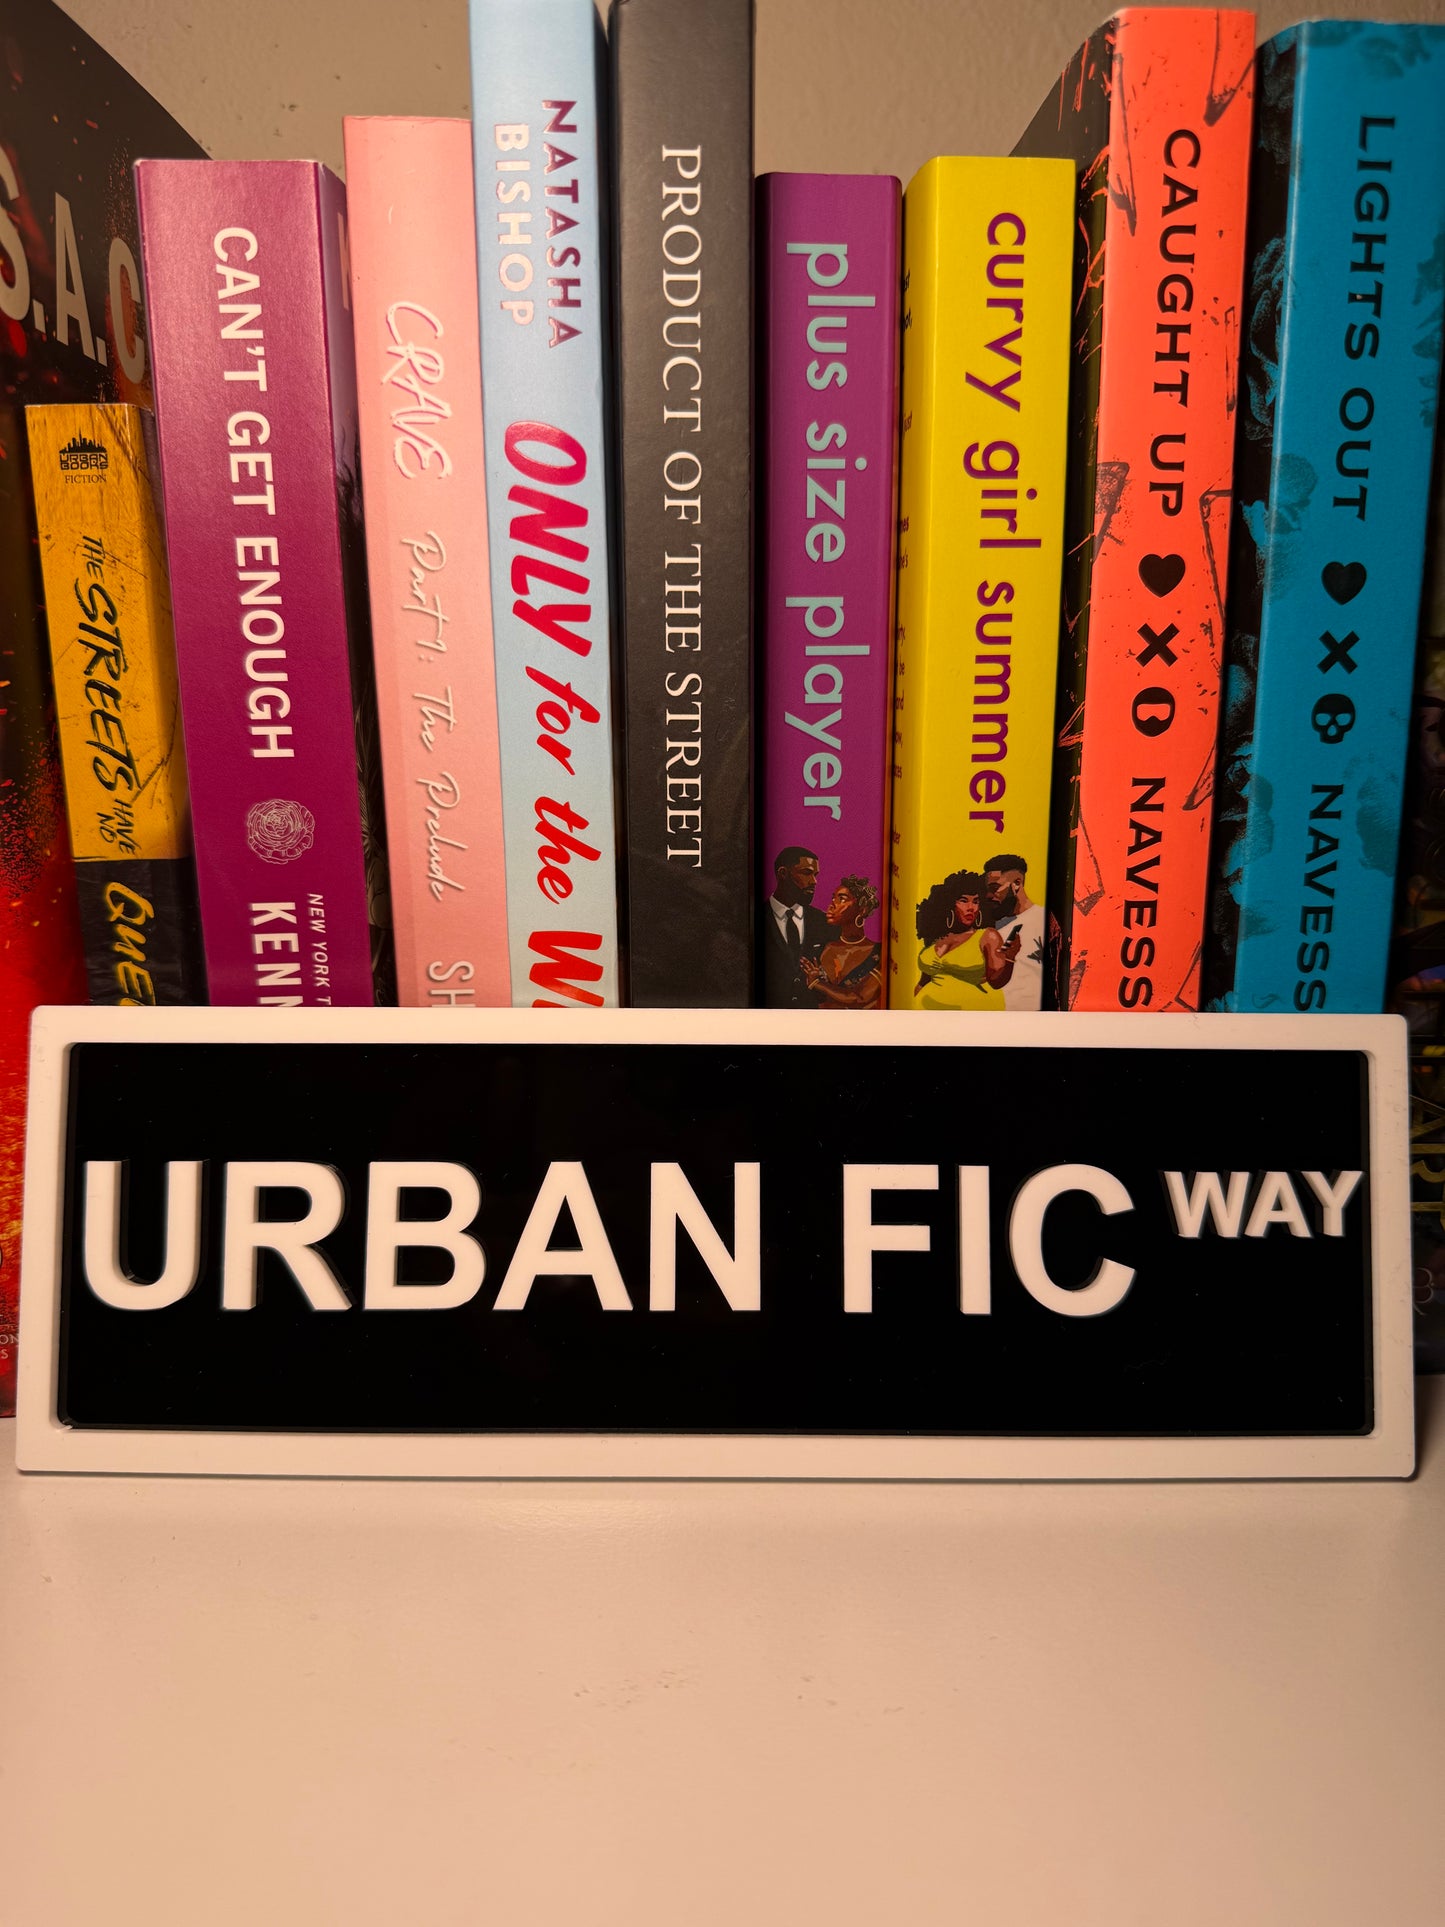 S.A.C
URBAN
BOOKS
FICTION
THE STREETS HAVE NO
CAN'T GET ENOUGH
NEW YORK
CRAVE Part 1: The Prelude
NATASHA
BISHOP
ONLY for the
PRODUCT OF THE STREET
plus size player
curvy girl summer
CAUGHT UP
NAVESS
LIGHTS OUT
NAVESS
URBAN FIC WAY